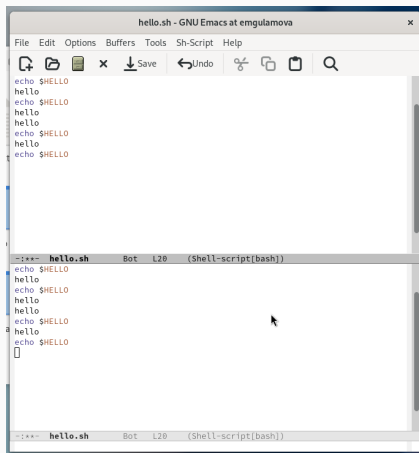 hello.sh - GNU Emacs at emgulamova ×
File Edit Options Buffers Tools Sh-Script Help
Save Undo
echo $HELLO
hello
echo $HELLO
hello
hello
echo $HELLO
hello
echo $HELLO
-:**- hello.sh Bot L20 (Shell-script[bash])
echo $HELLO
hello
echo $HELLO
hello
hello
echo $HELLO
hello
echo $HELLO
-:**- hello.sh Bot L20 (Shell-script[bash])